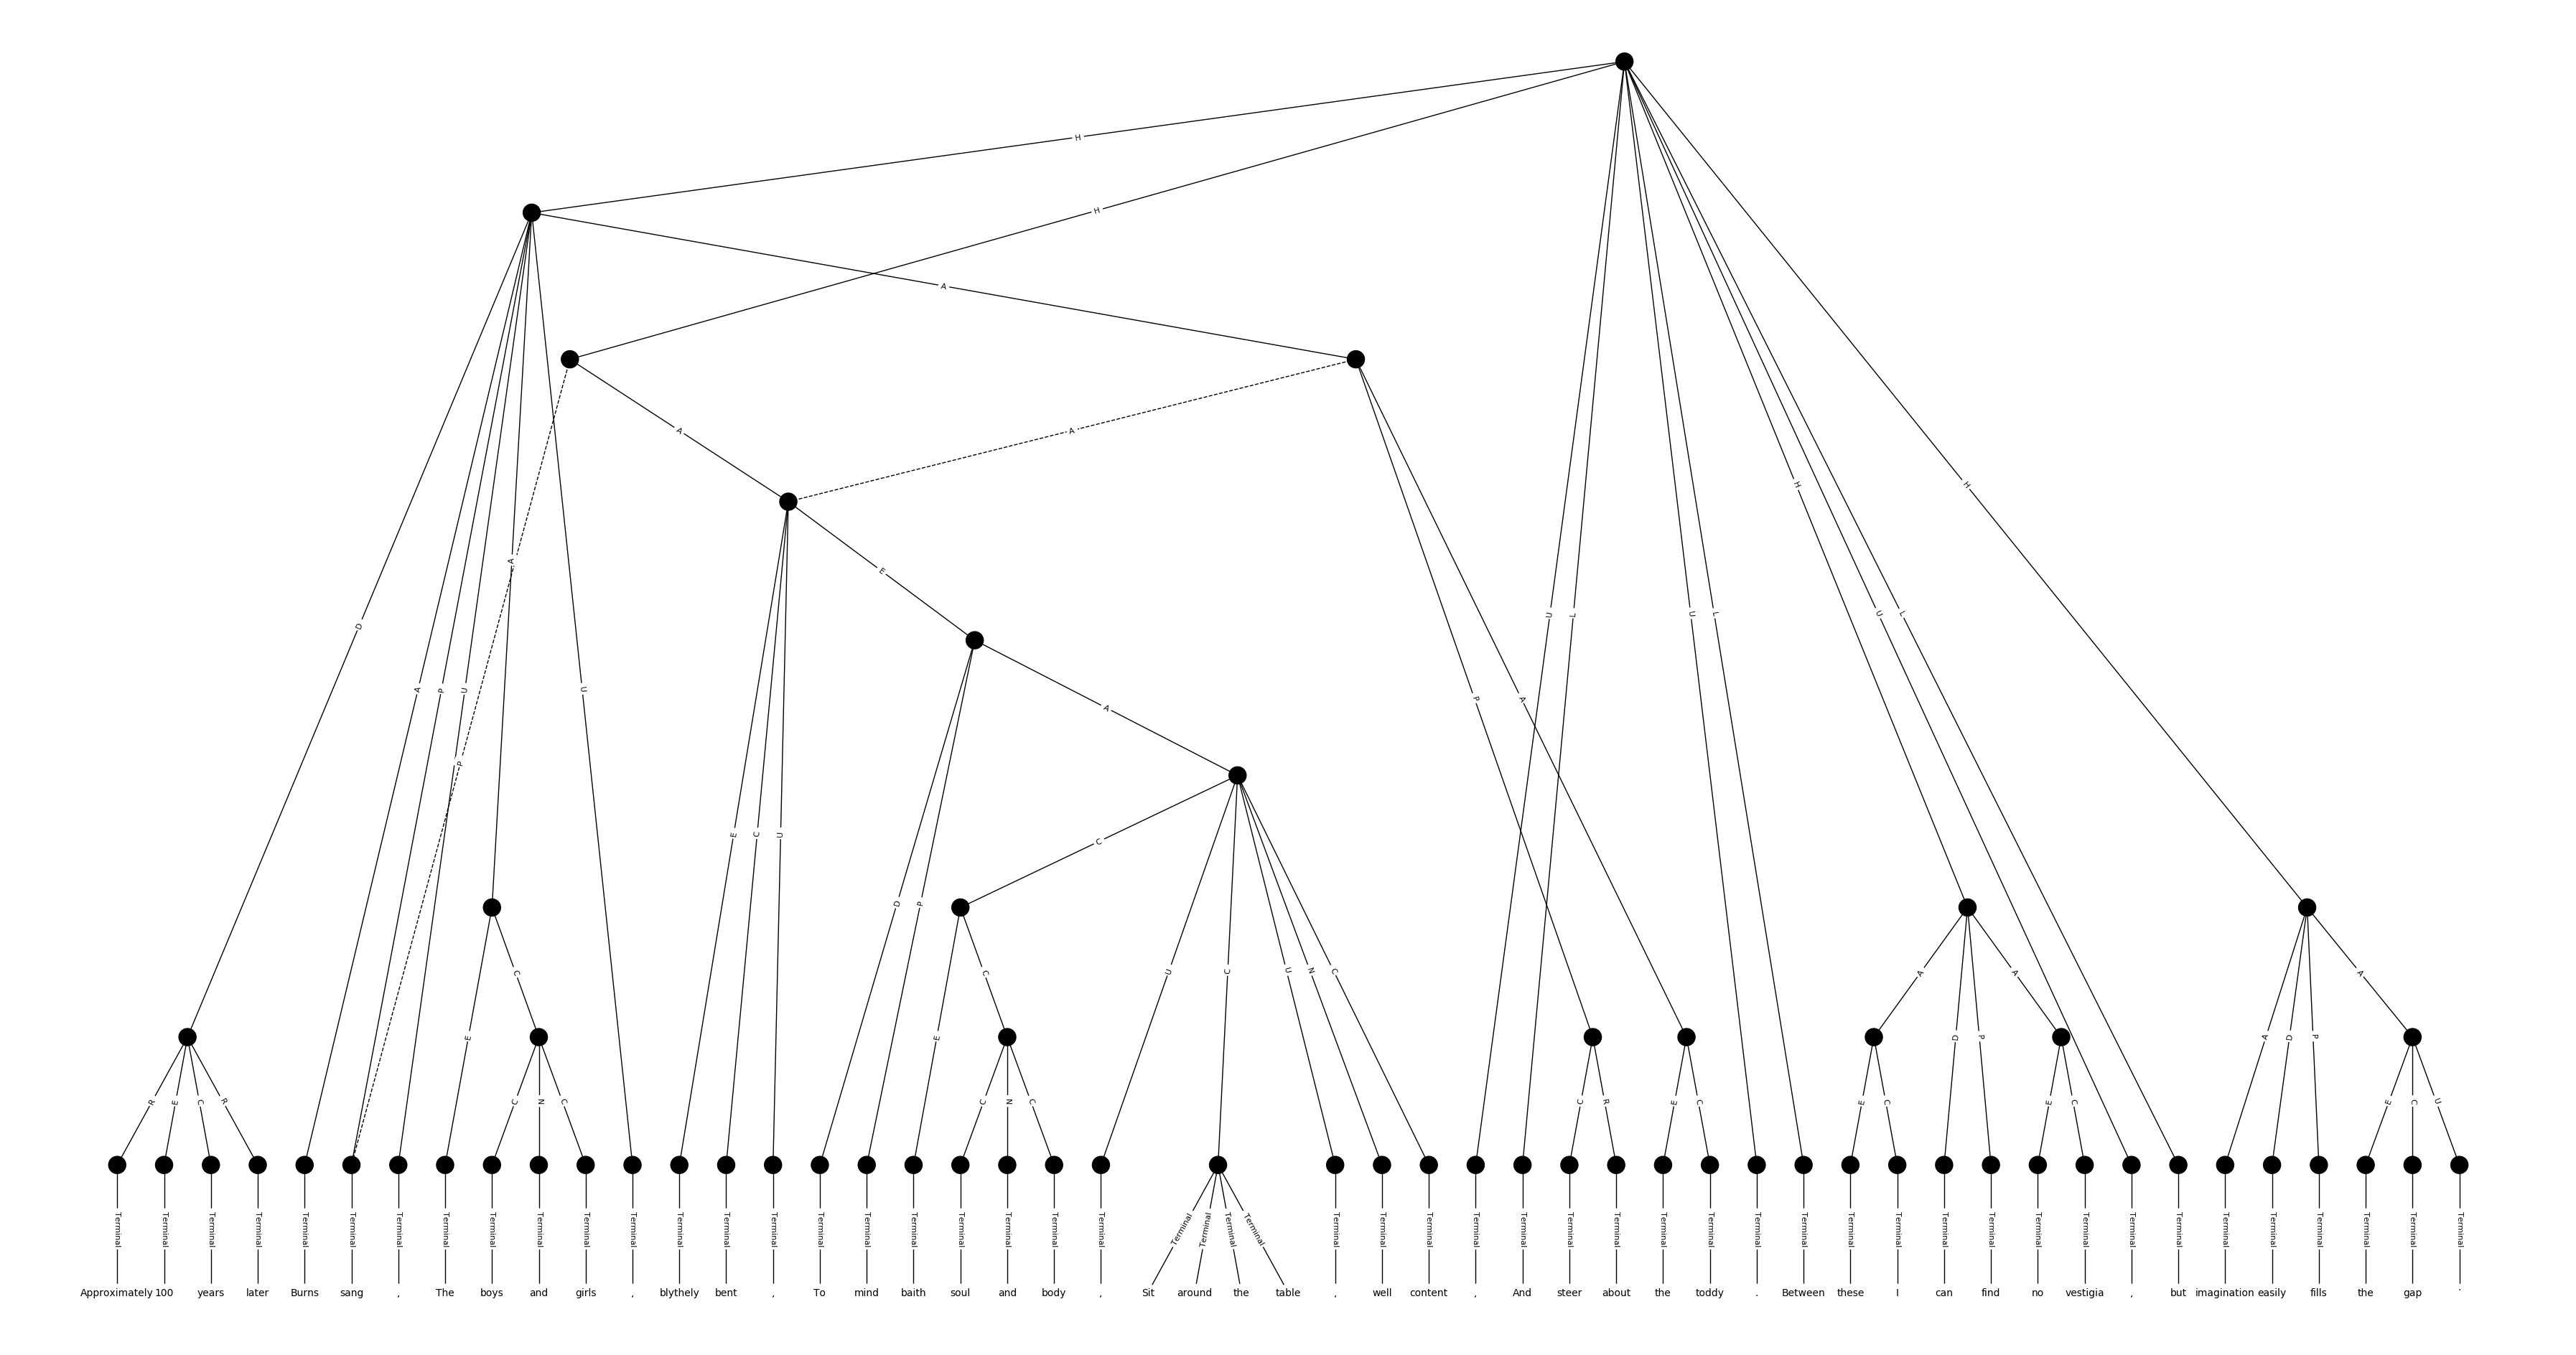 H
H
A
A A
H H
A
E
U L U L U L
D
A P U U
P A
A
P
E C U
C
D P
C C U C U N C A A A
E E D P A D P
R E C R C N C C N C C R E C E C E C E C U
Terminal Terminal Terminal Terminal Terminal Terminal Terminal Terminal Terminal Terminal Terminal Terminal Terminal Terminal Terminal Terminal Terminal Terminal Terminal Terminal Terminal Terminal Terminal Terminal Terminal Terminal Terminal Terminal Terminal Terminal Terminal Terminal Terminal Terminal Terminal Terminal Terminal Terminal Terminal Terminal Terminal Terminal Terminal Terminal Terminal Terminal Terminal Terminal Terminal Terminal Terminal
Approximately 100 years later Burns sang , The boys and girls , blythely bent , To mind baith soul and body , Sit around the table , well content , And steer about the toddy . Between these I can find no vestigia , but imagination easily fills the gap '